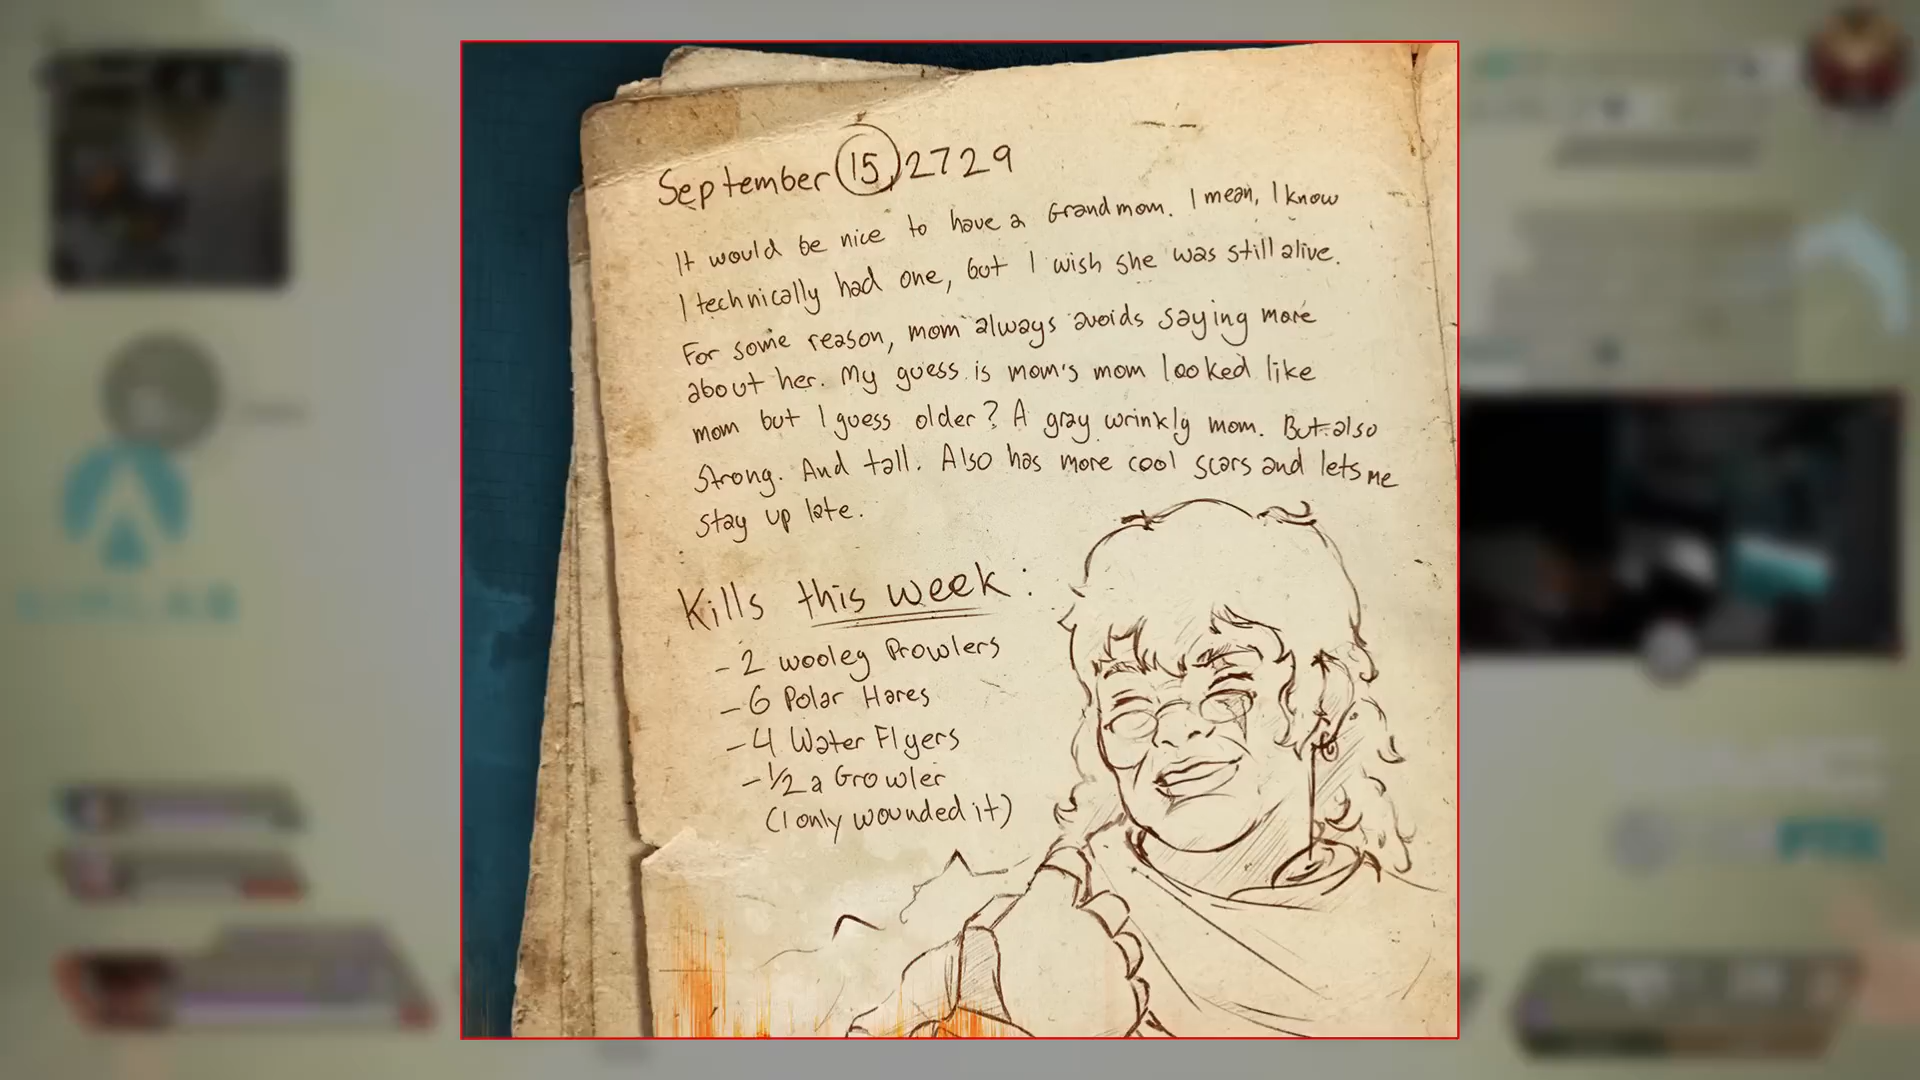 September 15, 2729
It would be nice to have a Grandmom. I mean, I know
I technically had one, but I wish she was still alive.
For some reason, mom always avoids saying more
about her. My guess is mom's mom looked like
mom but I guess older? A gray wrinkly mom. But also
Strong. And tall. Also has more cool scars and lets me
stay up late.
Kills this week:
- 2 wooley Prowlers
- 6 Polar Hares
- 4 Water Flyers
- 1/2 a Growler
(I only wounded it)